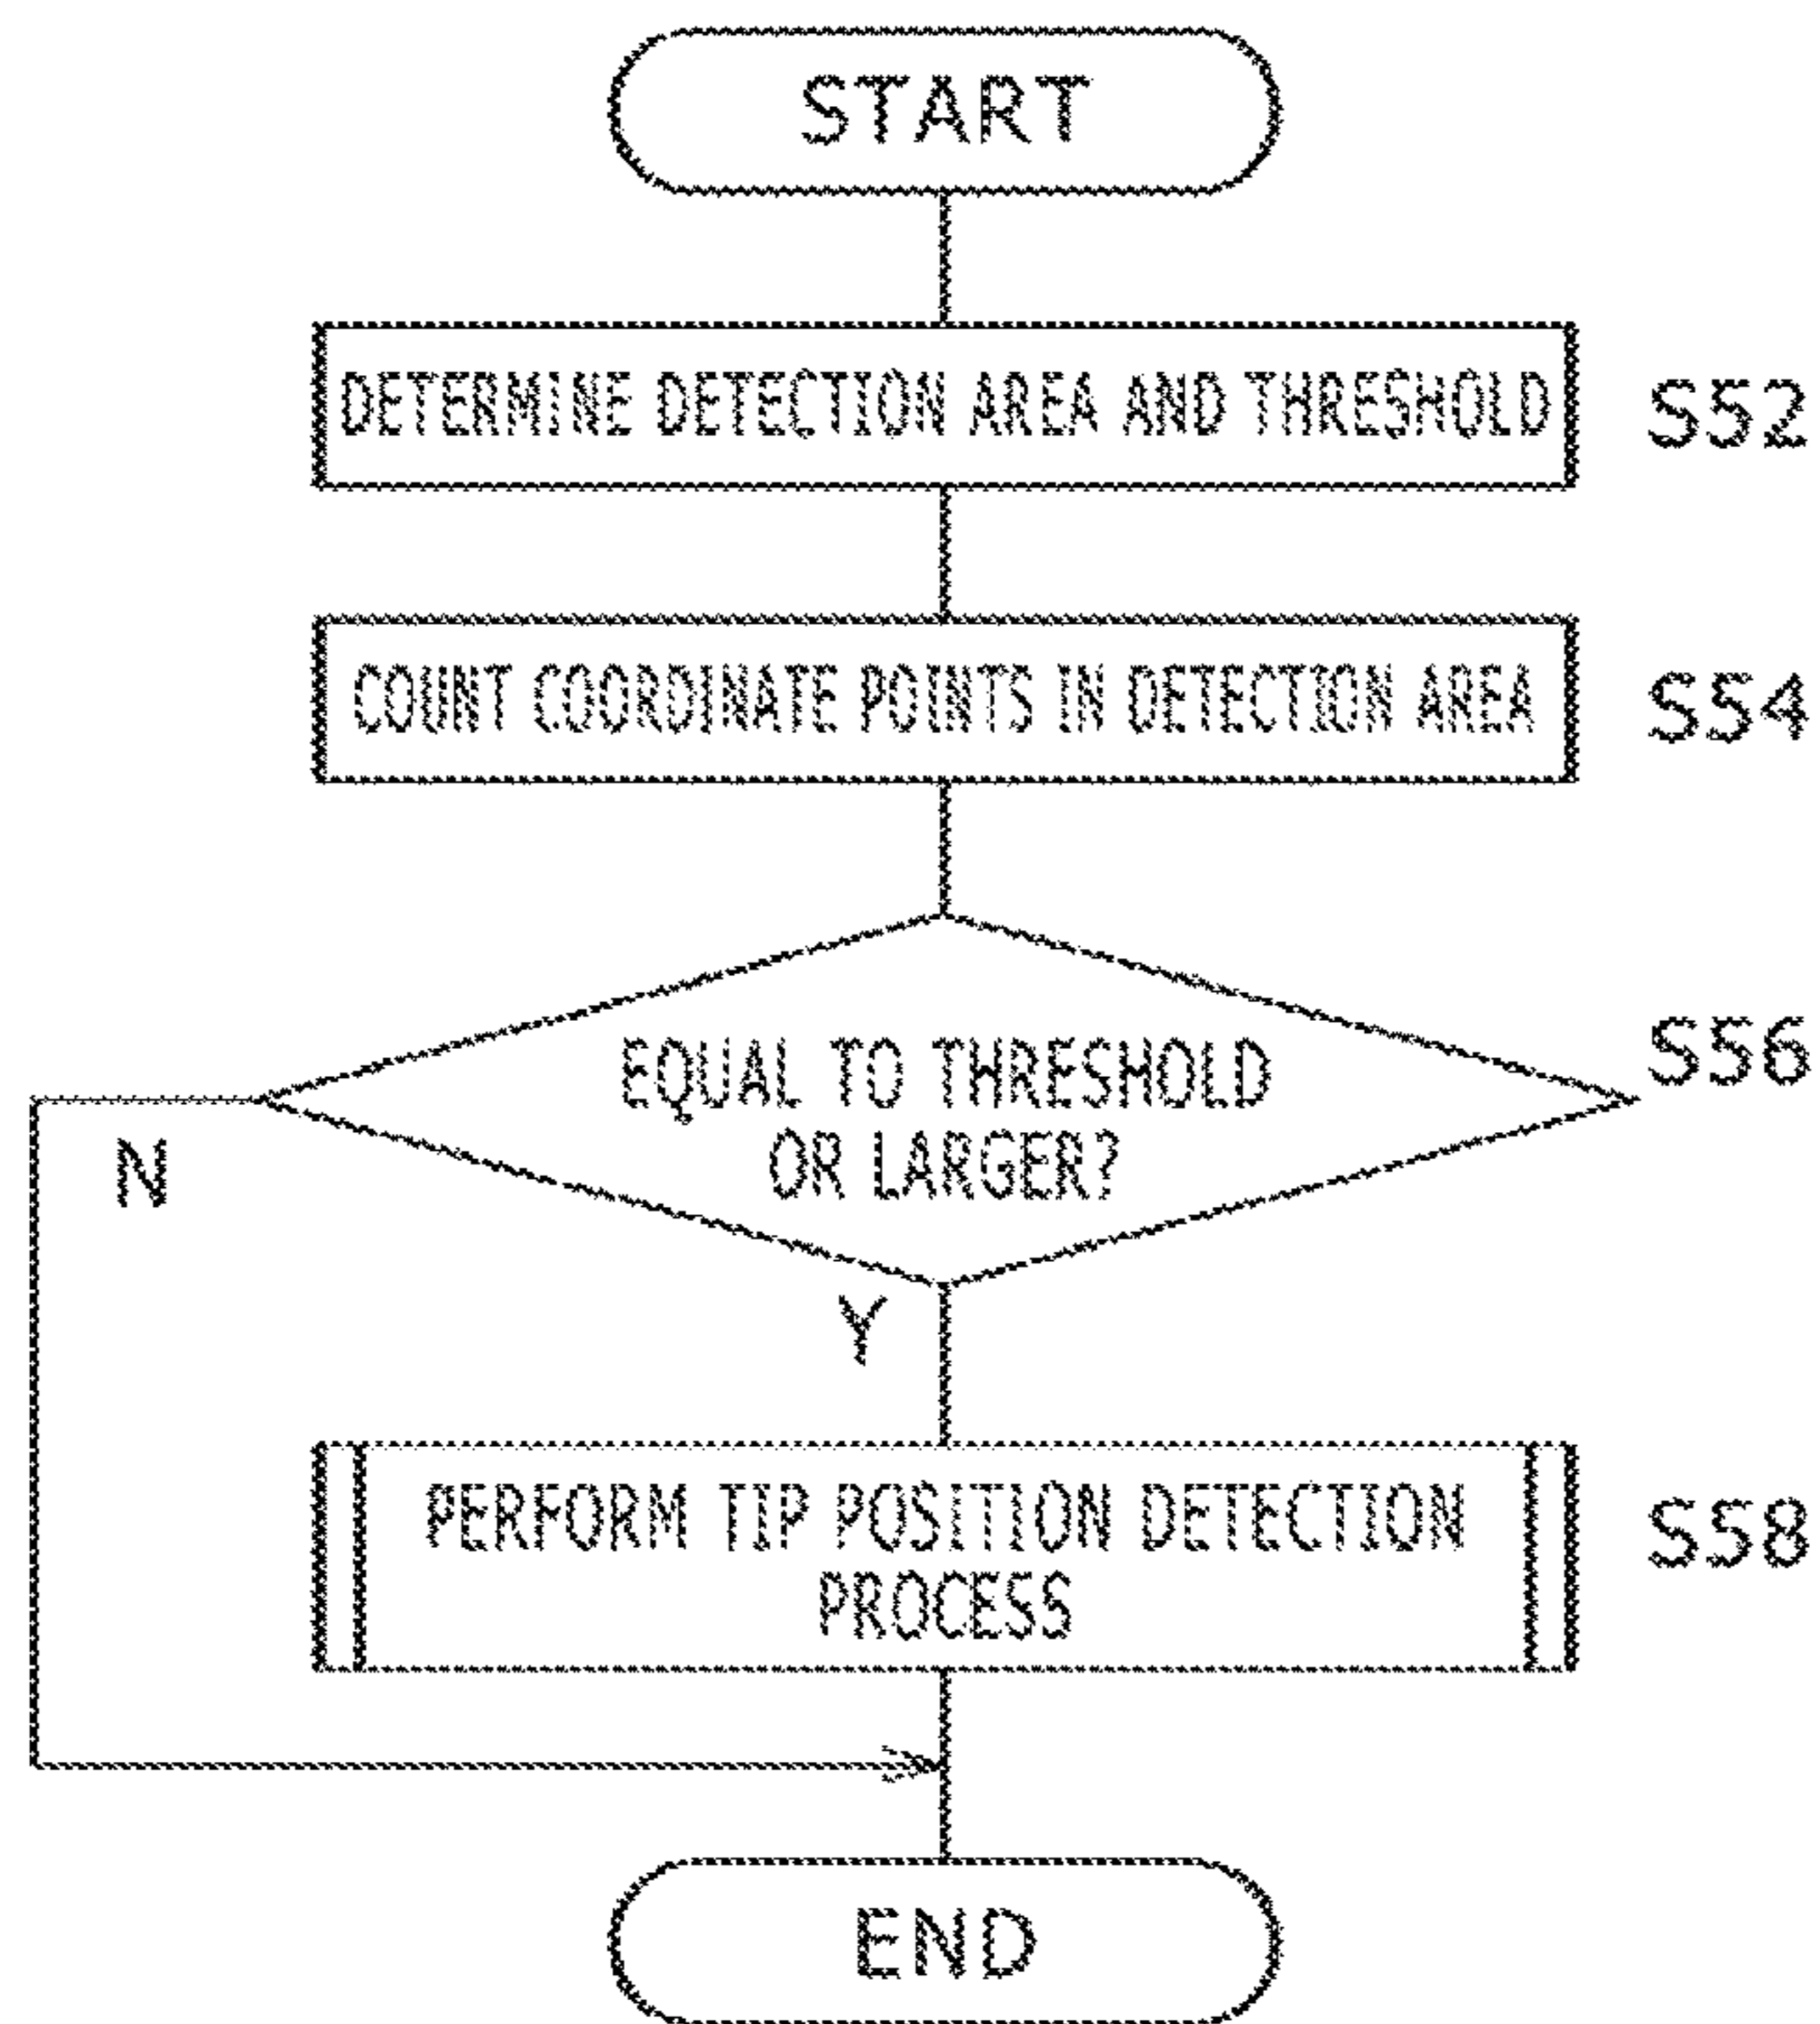 START
DETERMINE DETECTION AREA AND THRESHOLD
S52
COUNT COORDINATE POINTS IN DETECTION AREA
S54
S56
EQUAL TO THRESHOLD
OR LARGER?
N
Y
PERFORM TIP POSITION DETECTION
PROCESS
S58
END